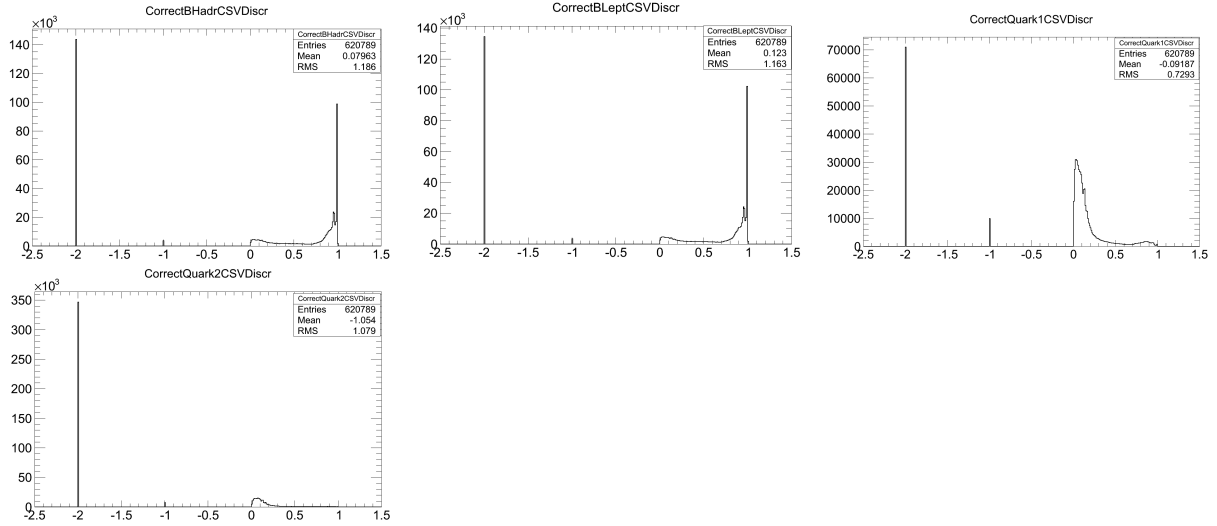 CorrectBHadrCSVDiscr
×10³
CorrectBHadrCSVDiscr
Entries 620789
Mean 0.07963
RMS 1.186
140
120
100
80
60
40
20
0
-2.5 -2 -1.5 -1 -0.5 0 0.5 1 1.5
CorrectBLeptCSVDiscr
×10³
CorrectBLeptCSVDiscr
Entries 620789
Mean 0.123
RMS 1.163
140
120
100
80
60
40
20
0
-2.5 -2 -1.5 -1 -0.5 0 0.5 1 1.5
CorrectQuark1CSVDiscr
CorrectQuark1CSVDiscr
Entries 620789
Mean -0.09187
RMS 0.7293
70000
60000
50000
40000
30000
20000
10000
0
-2.5 -2 -1.5 -1 -0.5 0 0.5 1 1.5
CorrectQuark2CSVDiscr
×10³
CorrectQuark2CSVDiscr
Entries 620789
Mean -1.054
RMS 1.079
350
300
250
200
150
100
50
0
-2.5 -2 -1.5 -1 -0.5 0 0.5 1 1.5